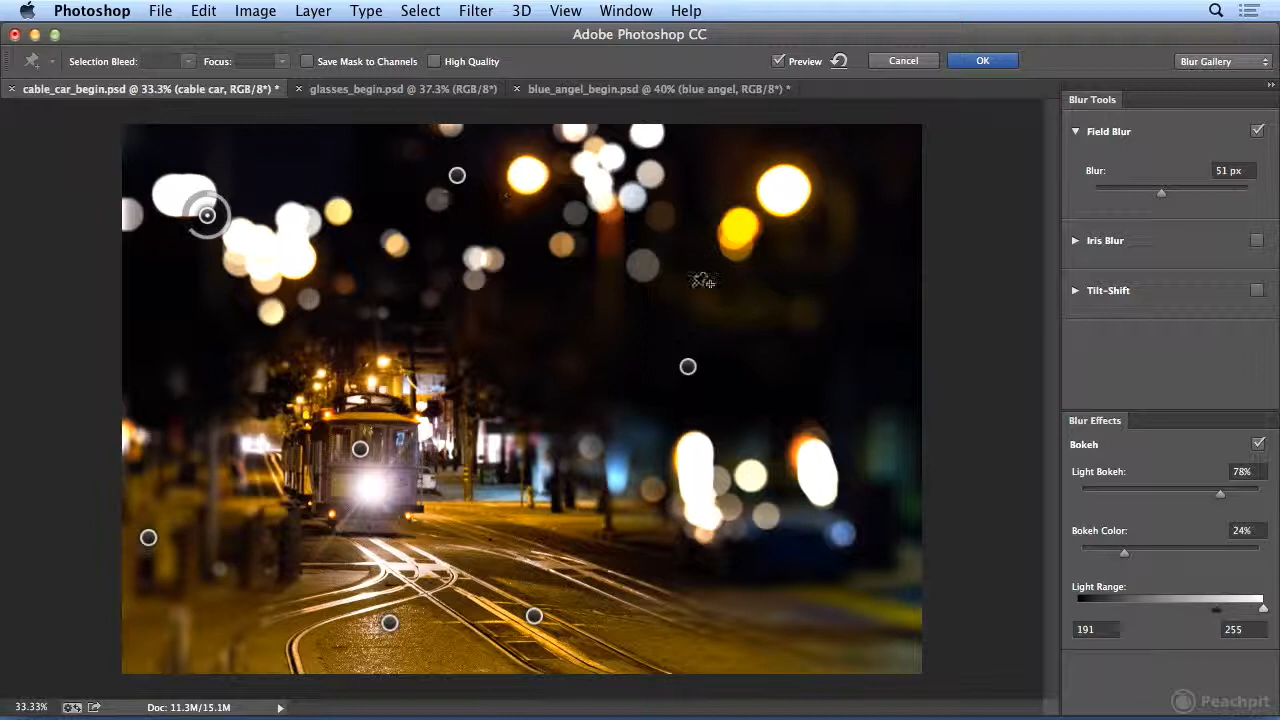 Photoshop File Edit Image Layer Type Select Filter 3D View Window Help
Adobe Photoshop CC
Selection Bleed: Focus: Save Mask to Channels High Quality Preview Cancel OK Blur Gallery
× cable_car_begin.psd @ 33.3% (cable car, RGB/8*) * × glasses_begin.psd @ 37.3% (RGB/8*) × blue_angel_begin.psd @ 40% (blue angel, RGB/8*) *
Blur Tools
Field Blur
Blur: 51 px
Iris Blur
Tilt-Shift
Blur Effects
Bokeh
Light Bokeh: 78%
Bokeh Color: 24%
Light Range:
191 255
33.33% Doc: 11.3M/15.1M
Peachpit